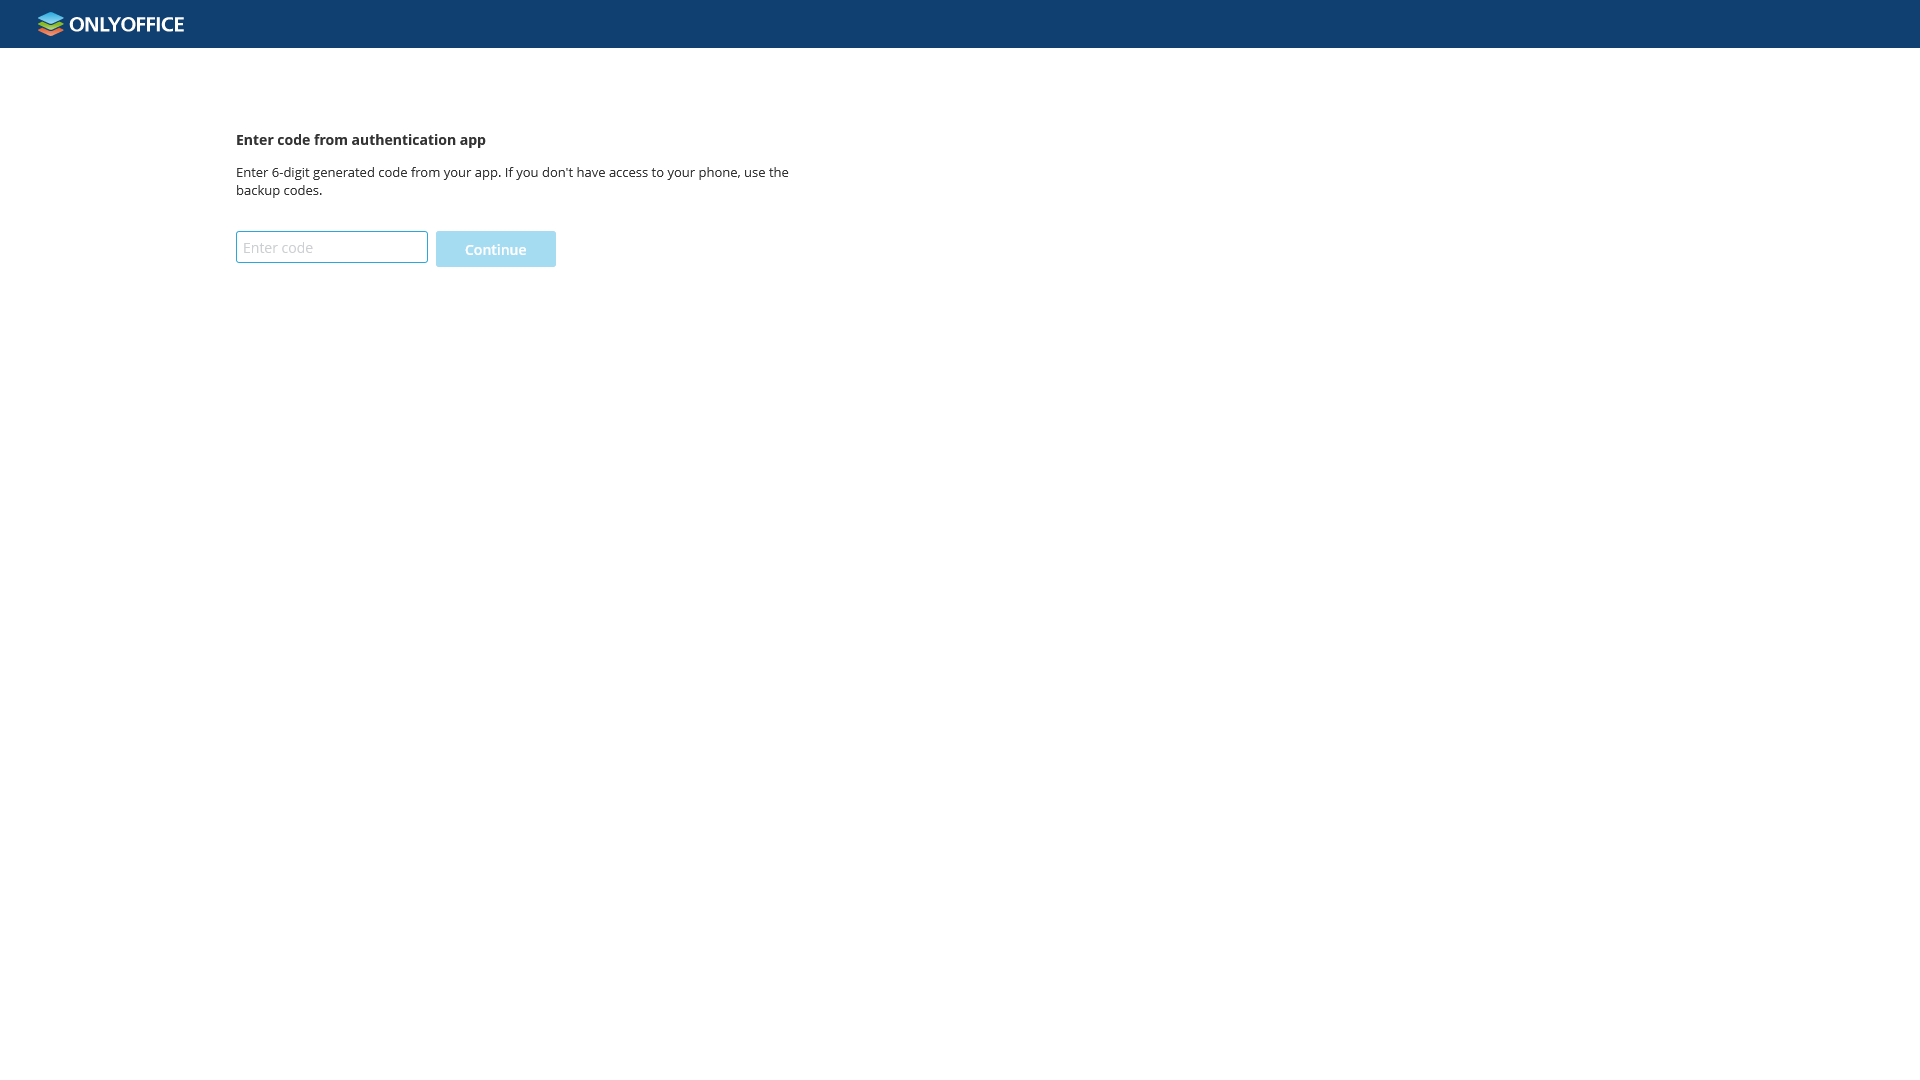 ONLYOFFICE
Enter code from authentication app
Enter 6-digit generated code from your app. If you don't have access to your phone, use the
backup codes.
Enter code
Continue